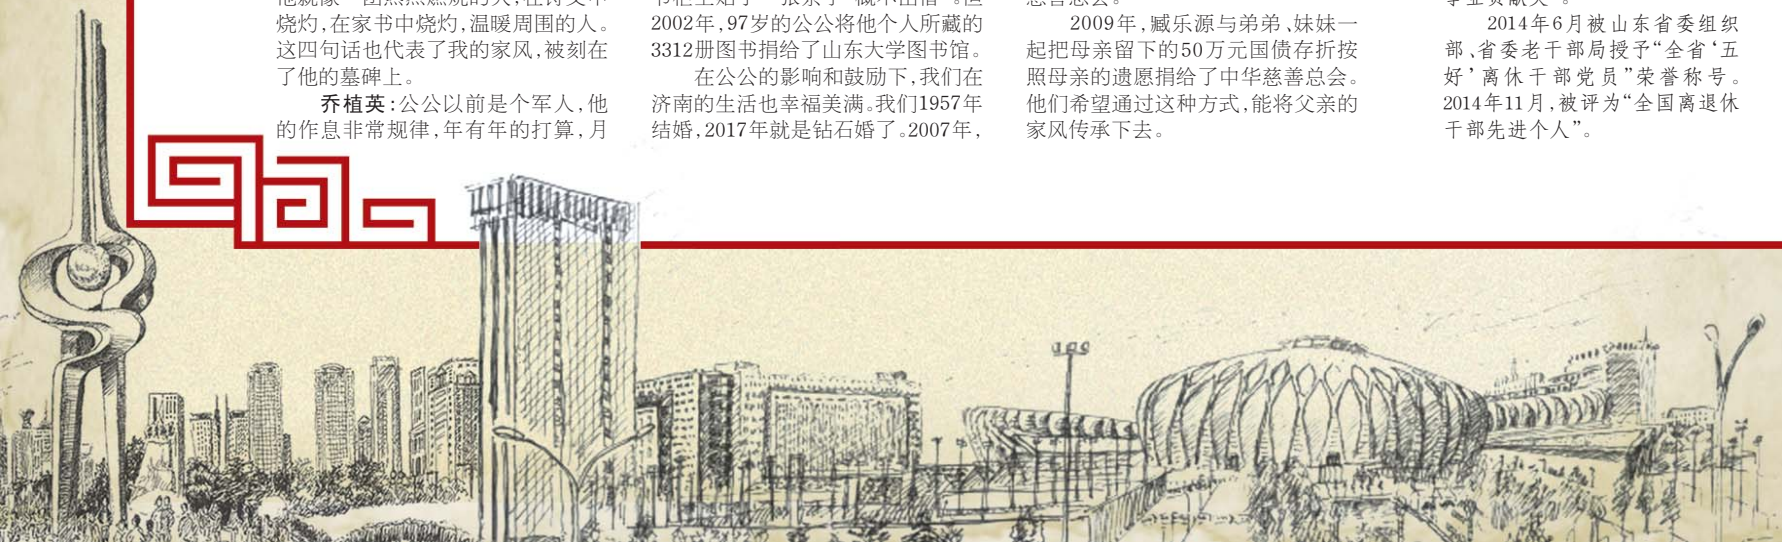 烧灼,在家书中烧灼,温暖周围的人。
这四句话也代表了我的家风,被刻在
了他的墓碑上。
乔植英:公公以前是个军人,他
的作息非常规律,年有年的打算,月
2002年,97岁的公公将他个人所藏的
3312册图书捐给了山东大学图书馆。
在公公的影响和鼓励下,我们在
济南的生活也幸福美满。我们1957年
结婚,2017年就是钻石婚了。2007年,
2009年,臧乐源与弟弟、妹妹一
起把母亲留下的50万元国债存折按
照母亲的遗愿捐给了中华慈善总会。
他们希望通过这种方式,能将父亲的
家风传承下去。
2014年6月被山东省委组织
部、省委老干部局授予“全省‘五
好’离休干部党员”荣誉称号。
2014年11月,被评为“全国离退休
干部先进个人”。